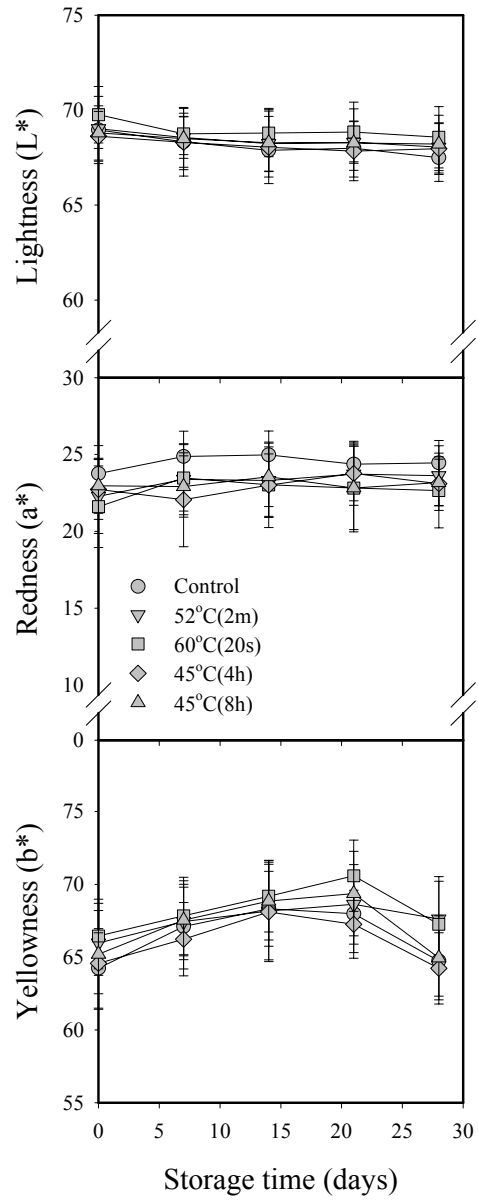 75
70
65
60
Lightness (L*)
30
25
20
15
10
0
Redness (a*)
Control
52°C(2m)
60°C(20s)
45°C(4h)
45°C(8h)
75
70
65
60
55
Yellowness (b*)
0 5 10 15 20 25 30
Storage time (days)